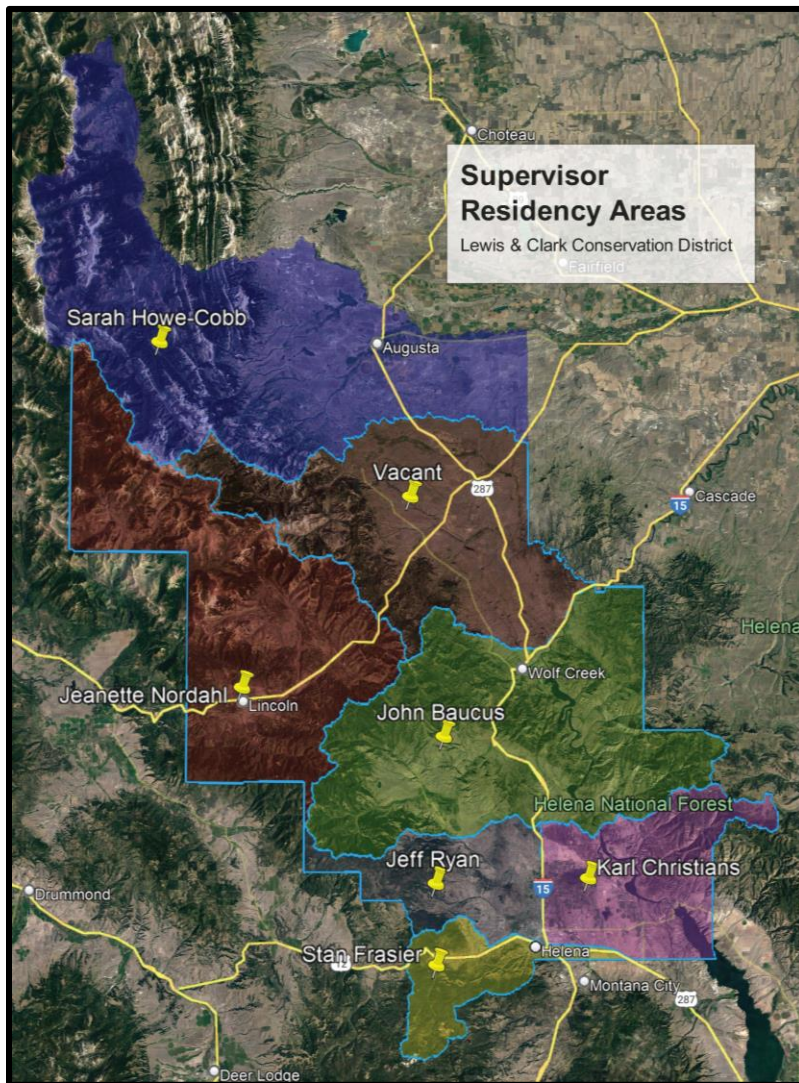 Choteau
Supervisor
Residency Areas
Lewis & Clark Conservation District
Fairfield
Sarah Howe-Cobb
Augusta
Vacant
287
Cascade
15
Helena
Wolf Creek
Jeanette Nordahl
Lincoln
John Baucus
Helena National Forest
Jeff Ryan
Karl Christians
15
Drummond
Stan Frasier
Helena
12
Montana City
287
Deer Lodge